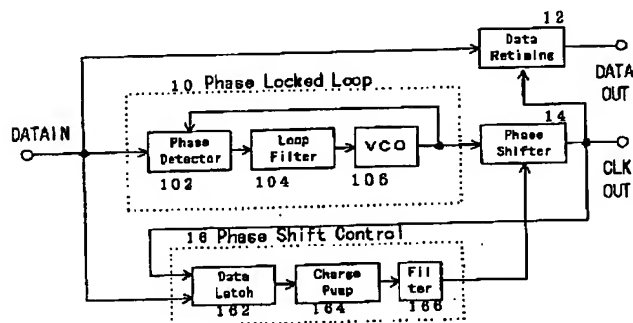 12
Data
Retiming
DATA
OUT
10 Phase Locked Loop
DATAIN
Phase
Detector
102
Loop
Filter
104
VCO
106
14
Phase
Shifter
CLK
OUT
16 Phase Shift Control
Data
Latch
162
Charge
Pump
164
Fil
ter
166